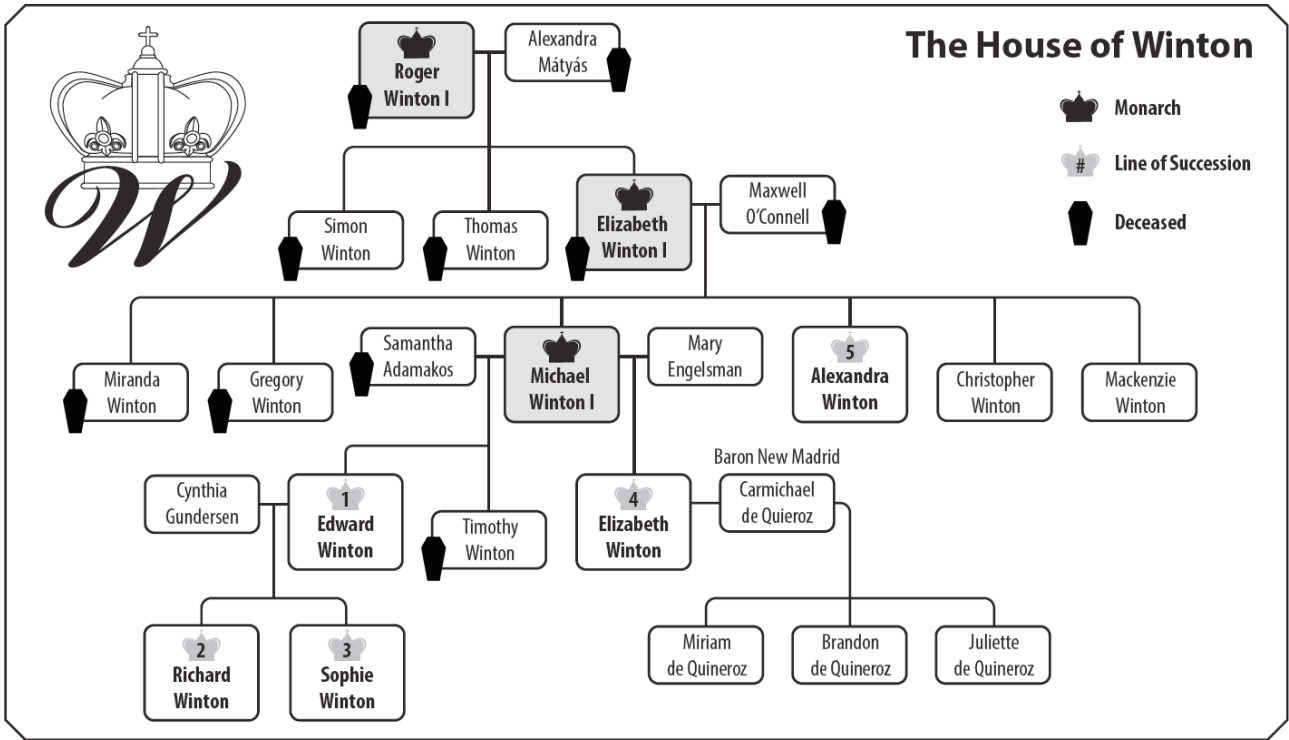 The House of Winton
Monarch
#
Line of Succession
Deceased
W
Roger
Winton I
Alexandra
Mátyás
Simon
Winton
Thomas
Winton
Elizabeth
Winton I
Maxwell
O'Connell
Miranda
Winton
Gregory
Winton
Samantha
Adamakos
Michael
Winton I
Mary
Engelsman
5
Alexandra
Winton
Christopher
Winton
Mackenzie
Winton
Cynthia
Gundersen
1
Edward
Winton
Timothy
Winton
4
Elizabeth
Winton
Baron New Madrid
Carmichael
de Quieroz
2
Richard
Winton
3
Sophie
Winton
Miriam
de Quineroz
Brandon
de Quineroz
Juliette
de Quineroz